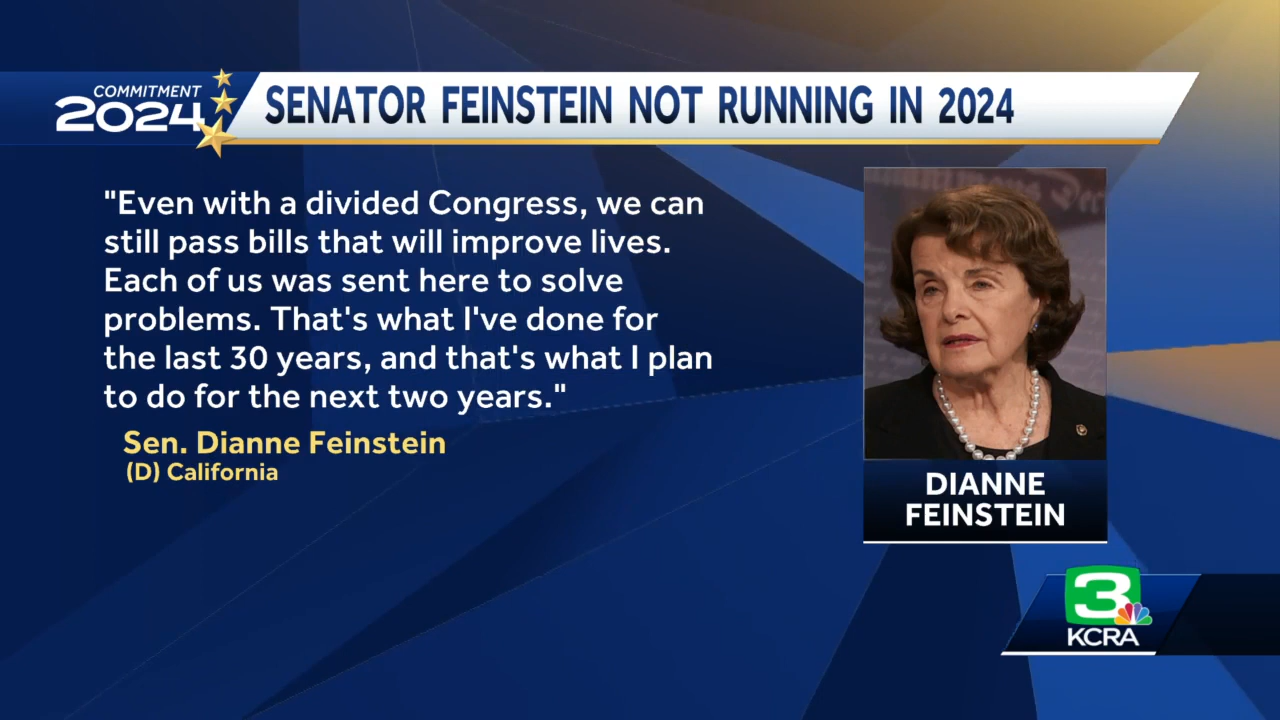 COMMITMENT
2024
SENATOR FEINSTEIN NOT RUNNING IN 2024
"Even with a divided Congress, we can
still pass bills that will improve lives.
Each of us was sent here to solve
problems. That's what I've done for
the last 30 years, and that's what I plan
to do for the next two years."
Sen. Dianne Feinstein
(D) California
DIANNE
FEINSTEIN
3
KCRA